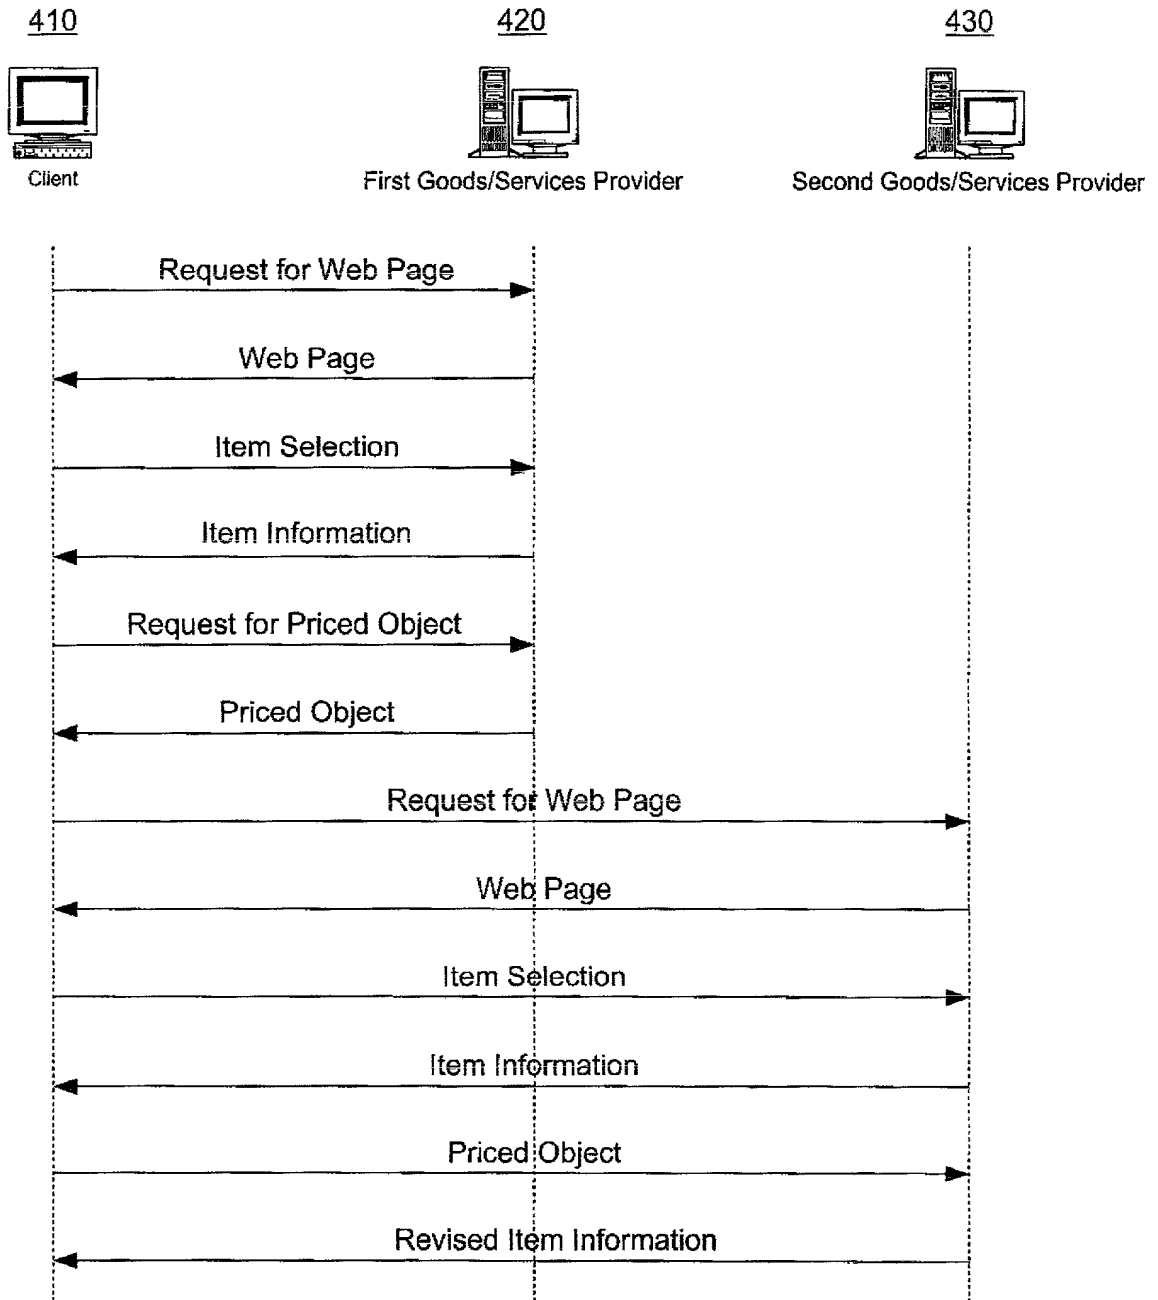 410 420 430
Client First Goods/Services Provider Second Goods/Services Provider
Request for Web Page
Web Page
Item Selection
Item Information
Request for Priced Object
Priced Object
Request for Web Page
Web Page
Item Selection
Item Information
Priced Object
Revised Item Information